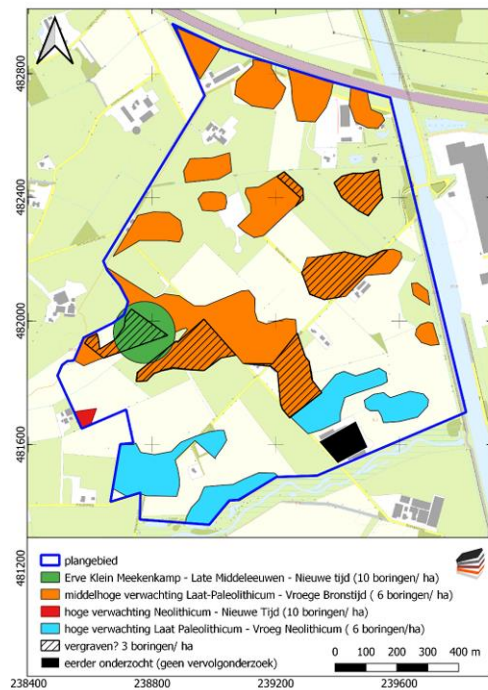 482800
482400
482000
481600
481200
238400 238800 239200 239600
plangebied
Erve Klein Meekenkamp - Late Middeleeuwen - Nieuwe tijd (10 boringen/ ha)
middelhoge verwachting Laat-Paleolithicum - Vroege Bronstijd ( 6 boringen/ ha)
hoge verwachting Neolithicum - Nieuwe Tijd (10 boringen/ ha)
hoge verwachting Laat Paleolithicum - Vroeg Neolithicum ( 6 boringen/ha)
vergraven? 3 boringen/ ha
eerder onderzocht (geen vervolgonderzoek)
0 100 200 300 400 m